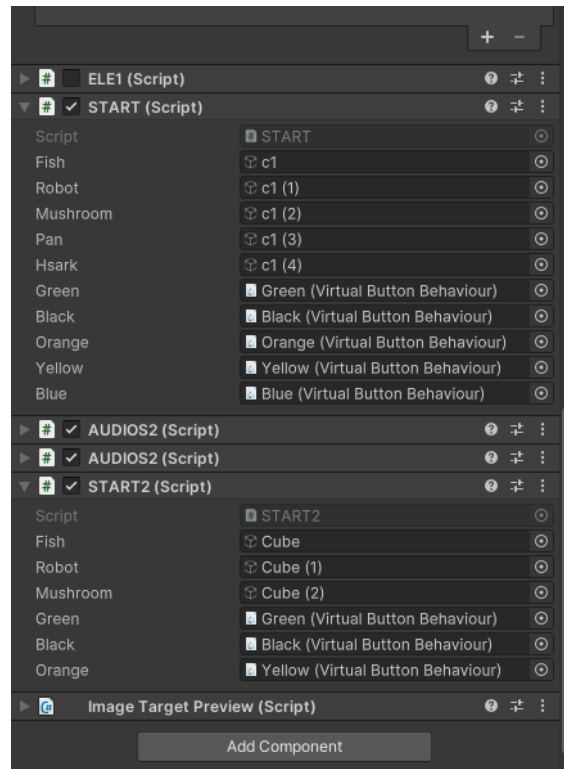 + −
ELE1 (Script)
START (Script)
Script START
Fish c1
Robot c1 (1)
Mushroom c1 (2)
Pan c1 (3)
Hsark c1 (4)
Green Green (Virtual Button Behaviour)
Black Black (Virtual Button Behaviour)
Orange Orange (Virtual Button Behaviour)
Yellow Yellow (Virtual Button Behaviour)
Blue Blue (Virtual Button Behaviour)
AUDIOS2 (Script)
AUDIOS2 (Script)
START2 (Script)
Script START2
Fish Cube
Robot Cube (1)
Mushroom Cube (2)
Green Green (Virtual Button Behaviour)
Black Black (Virtual Button Behaviour)
Orange Yellow (Virtual Button Behaviour)
Image Target Preview (Script)
Add Component